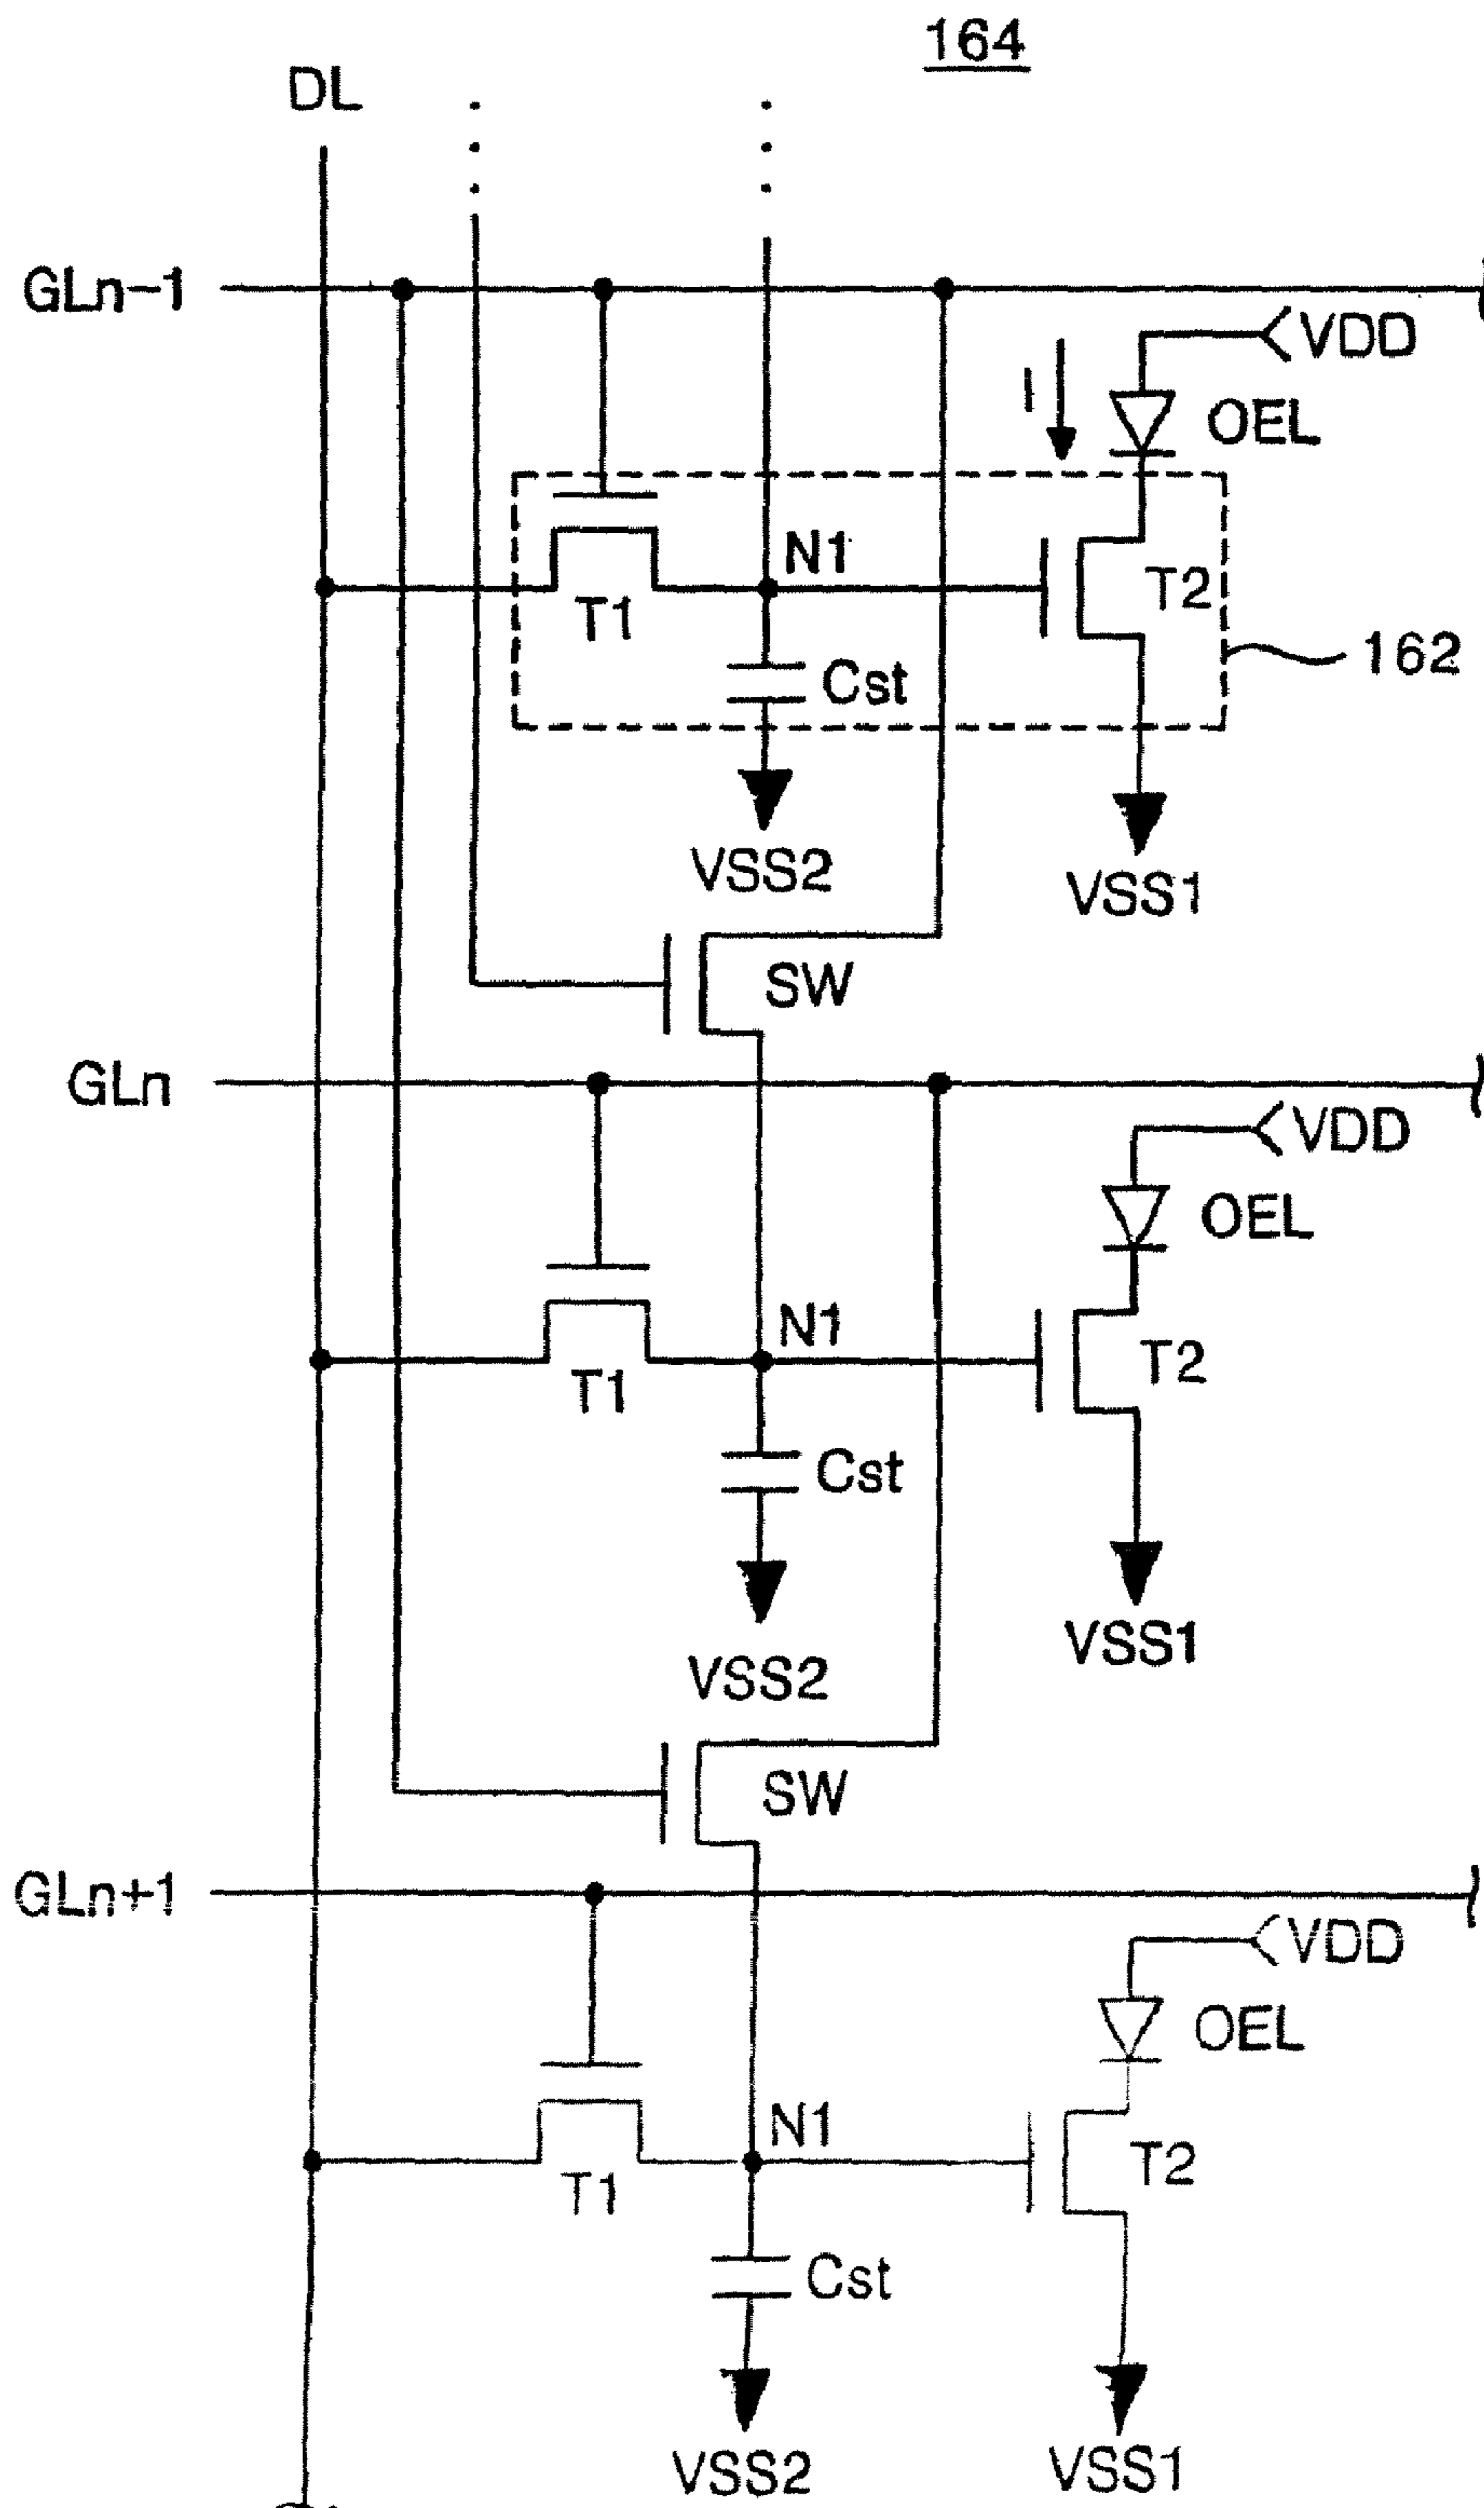 164
DL
GLn-1
VDD
I
OEL
N1
T1
T2
162
Cst
VSS2
VSS1
SW
GLn
VDD
OEL
N1
T1
T2
Cst
VSS1
VSS2
SW
GLn+1
VDD
OEL
N1
T1
T2
Cst
VSS2
VSS1